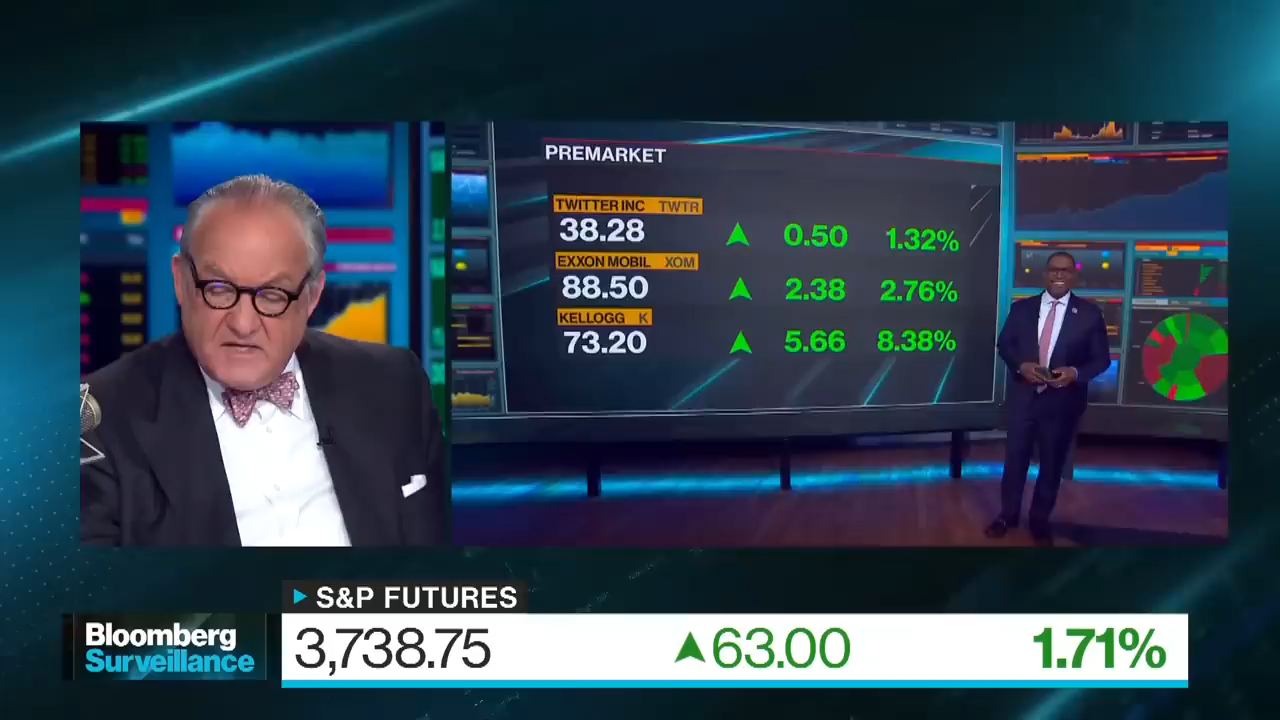 PREMARKET
TWITTER INC TWTR
38.28 0.50 1.32%
EXXON MOBIL XOM
88.50 2.38 2.76%
KELLOGG K
73.20 5.66 8.38%
S&P FUTURES
Bloomberg
Surveillance
3,738.75 63.00 1.71%